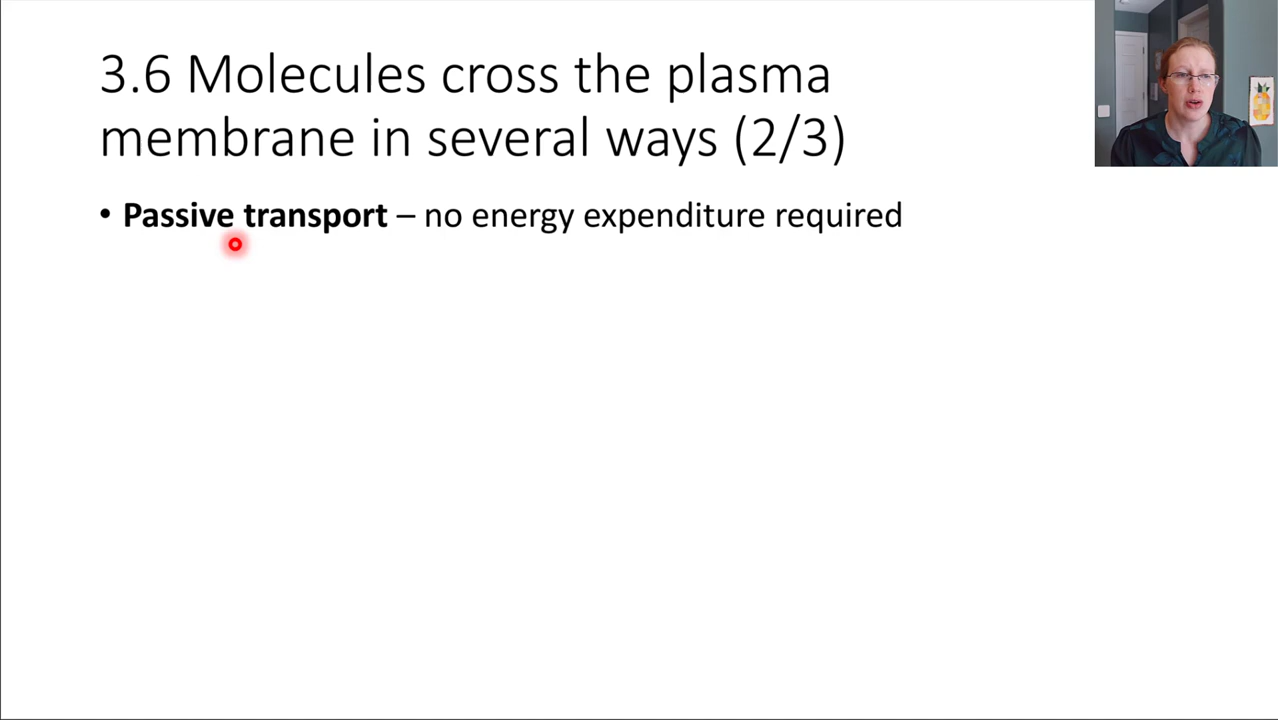 3.6 Molecules cross the plasma
membrane in several ways (2/3)
• Passive transport – no energy expenditure required